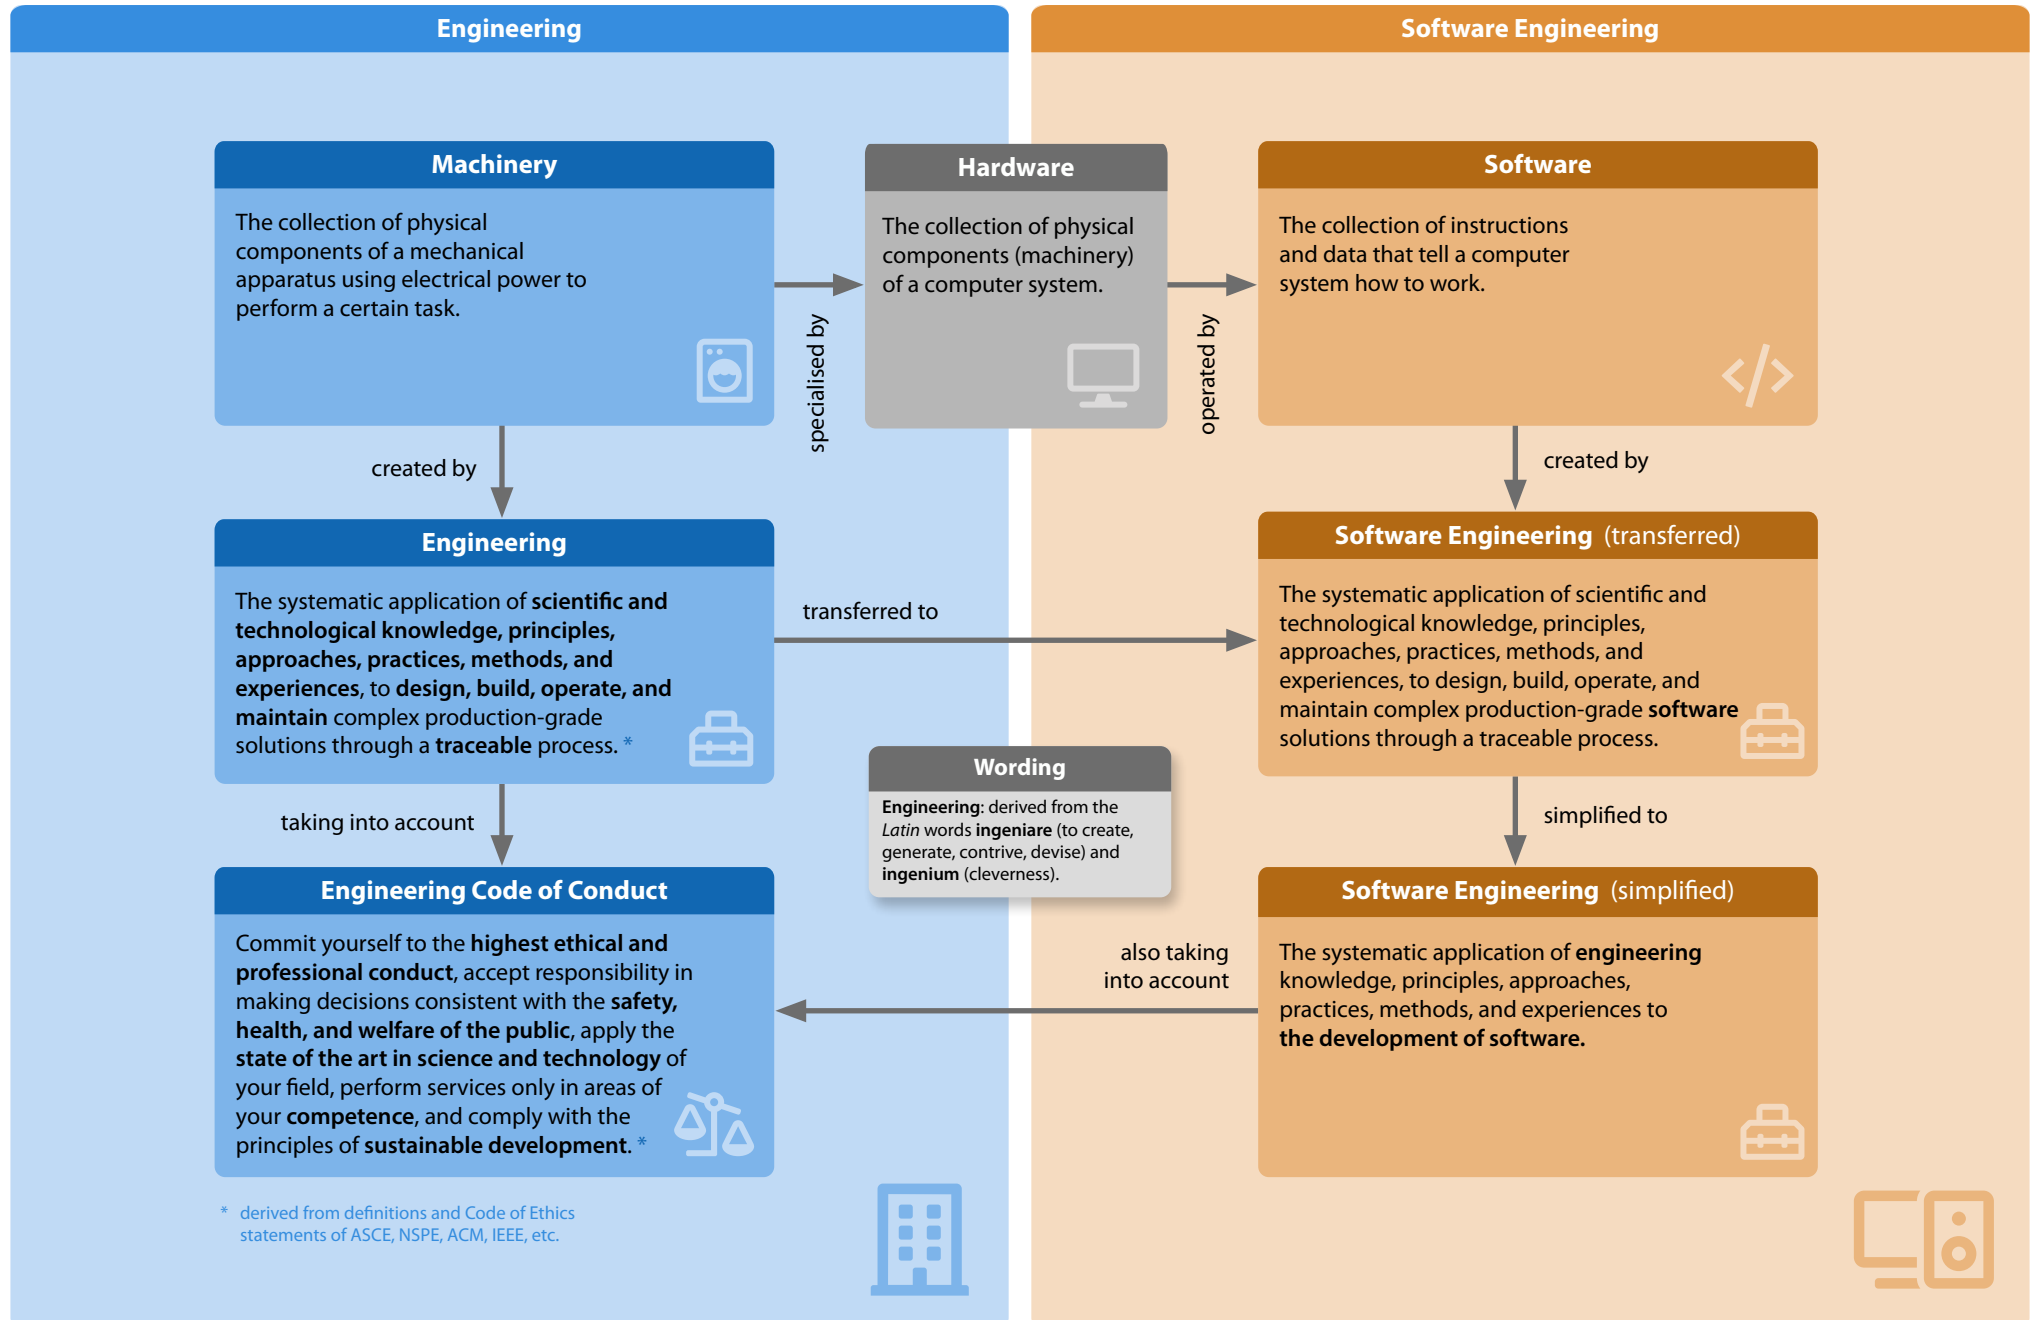 Engineering
Software Engineering
Machinery
The collection of physical
components of a mechanical
apparatus using electrical power to
perform a certain task.
specialised by
Hardware
The collection of physical
components (machinery)
of a computer system.
operated by
Software
The collection of instructions
and data that tell a computer
system how to work.
</>
created by
created by
Engineering
The systematic application of scientific and
technological knowledge, principles,
approaches, practices, methods, and
experiences, to design, build, operate, and
maintain complex production-grade
solutions through a traceable process. *
transferred to
Software Engineering (transferred)
The systematic application of scientific and
technological knowledge, principles,
approaches, practices, methods, and
experiences, to design, build, operate, and
maintain complex production-grade software
solutions through a traceable process.
Wording
Engineering: derived from the
Latin words ingeniare (to create,
generate, contrive, devise) and
ingenium (cleverness).
taking into account
simplified to
Engineering Code of Conduct
Commit yourself to the highest ethical and
professional conduct, accept responsibility in
making decisions consistent with the safety,
health, and welfare of the public, apply the
state of the art in science and technology of
your field, perform services only in areas of
your competence, and comply with the
principles of sustainable development. *
also taking
into account
Software Engineering (simplified)
The systematic application of engineering
knowledge, principles, approaches,
practices, methods, and experiences to
the development of software.
* derived from definitions and Code of Ethics
statements of ASCE, NSPE, ACM, IEEE, etc.